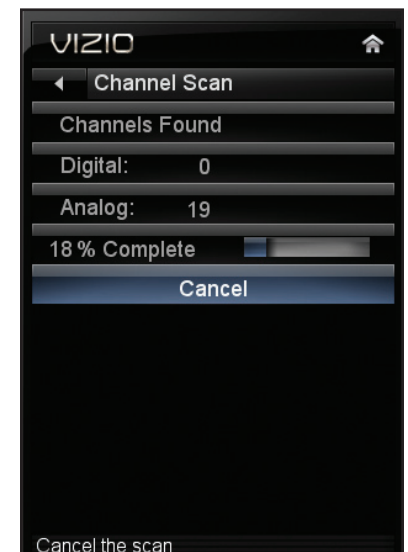 VIZIO
Channel Scan
Channels Found
Digital: 0
Analog: 19
18 % Complete
Cancel
Cancel the scan